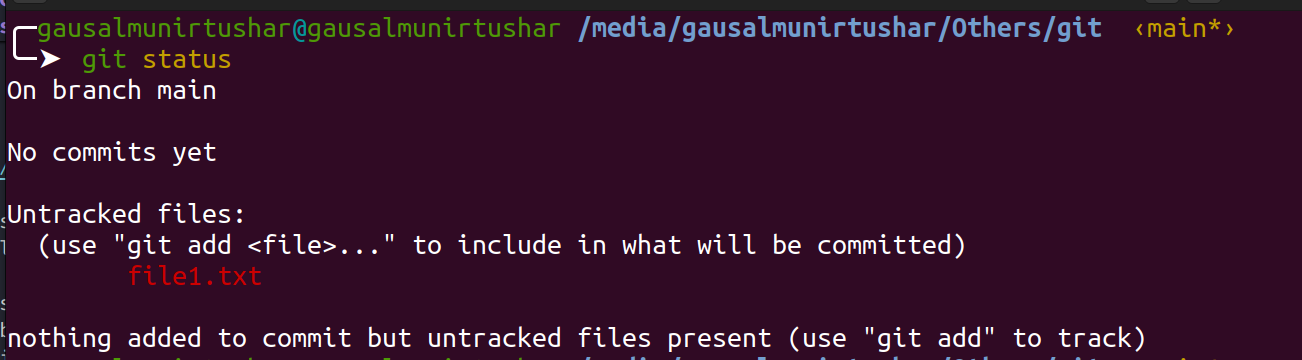 gausalmunirtushar@gausalmunirtushar /media/gausalmunirtushar/Others/git ‹main*›
➤ git status
On branch main
No commits yet
Untracked files:
(use "git add <file>..." to include in what will be committed)
file1.txt
nothing added to commit but untracked files present (use "git add" to track)